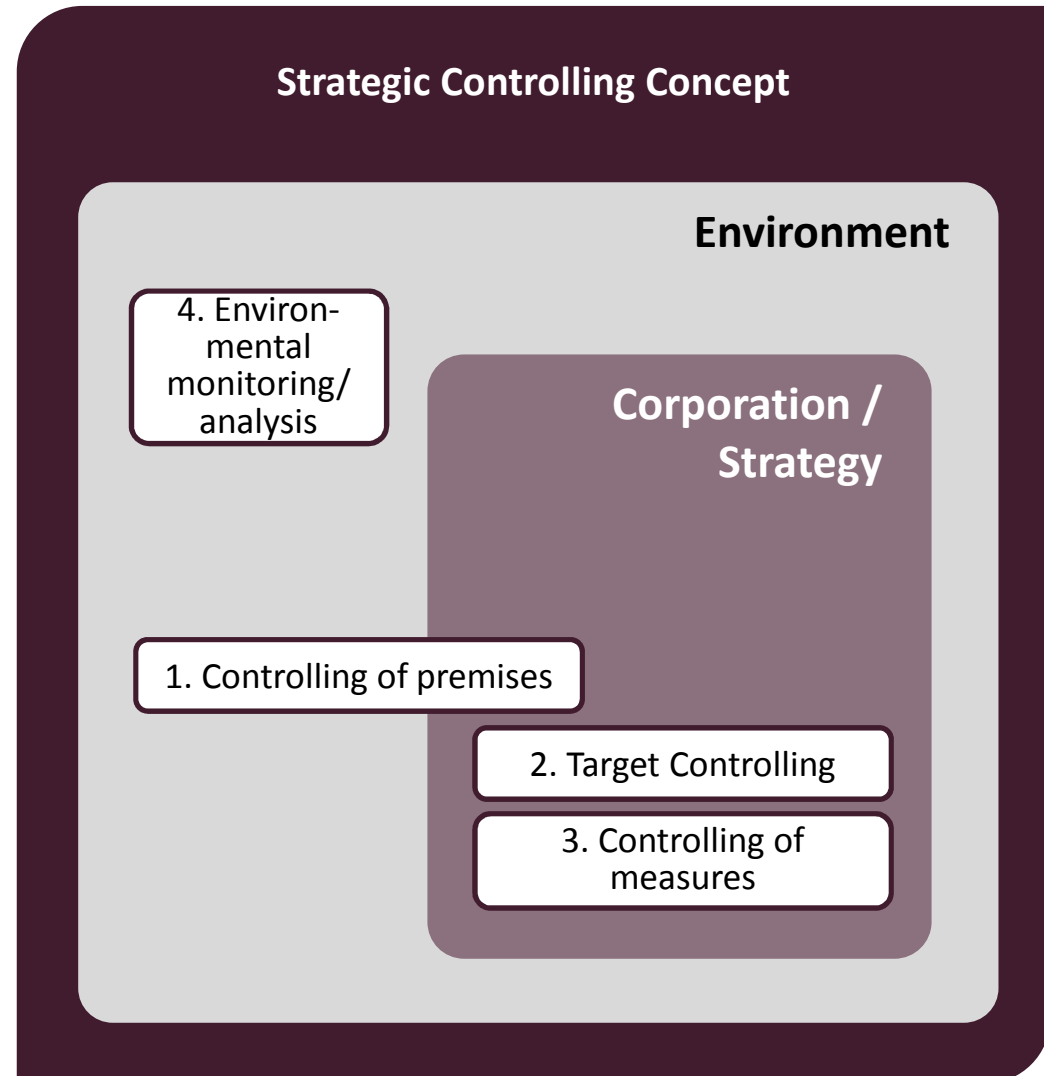 Strategic Controlling Concept
Environment
4. Environ-
mental
monitoring/
analysis
Corporation /
Strategy
1. Controlling of premises
2. Target Controlling
3. Controlling of
measures